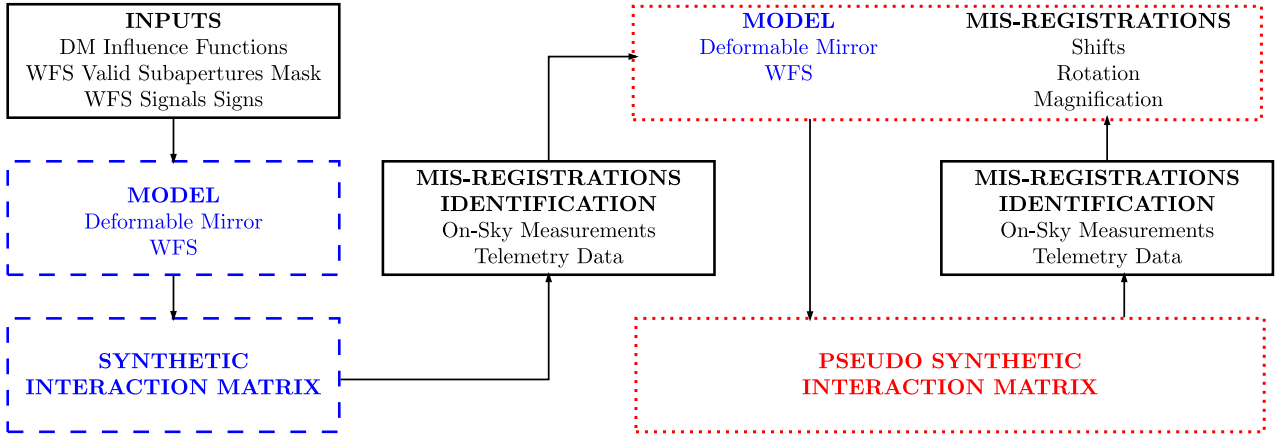 INPUTS
DM Influence Functions
WFS Valid Subapertures Mask
WFS Signals Signs
MODEL
Deformable Mirror
WFS
SYNTHETIC
INTERACTION MATRIX
MIS-REGISTRATIONS
IDENTIFICATION
On-Sky Measurements
Telemetry Data
MODEL
Deformable Mirror
WFS
MIS-REGISTRATIONS
Shifts
Rotation
Magnification
MIS-REGISTRATIONS
IDENTIFICATION
On-Sky Measurements
Telemetry Data
PSEUDO SYNTHETIC
INTERACTION MATRIX